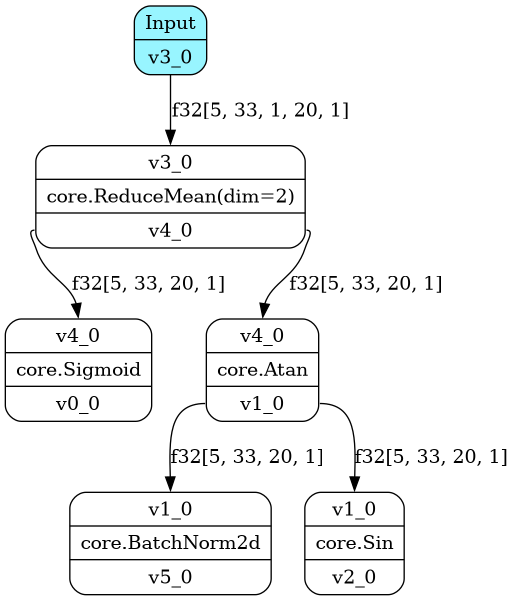 Input
v3_0
f32[5, 33, 1, 20, 1]
v3_0
core.ReduceMean(dim=2)
v4_0
f32[5, 33, 20, 1]
f32[5, 33, 20, 1]
v4_0
core.Sigmoid
v0_0
v4_0
core.Atan
v1_0
f32[5, 33, 20, 1]
f32[5, 33, 20, 1]
v1_0
core.BatchNorm2d
v5_0
v1_0
core.Sin
v2_0